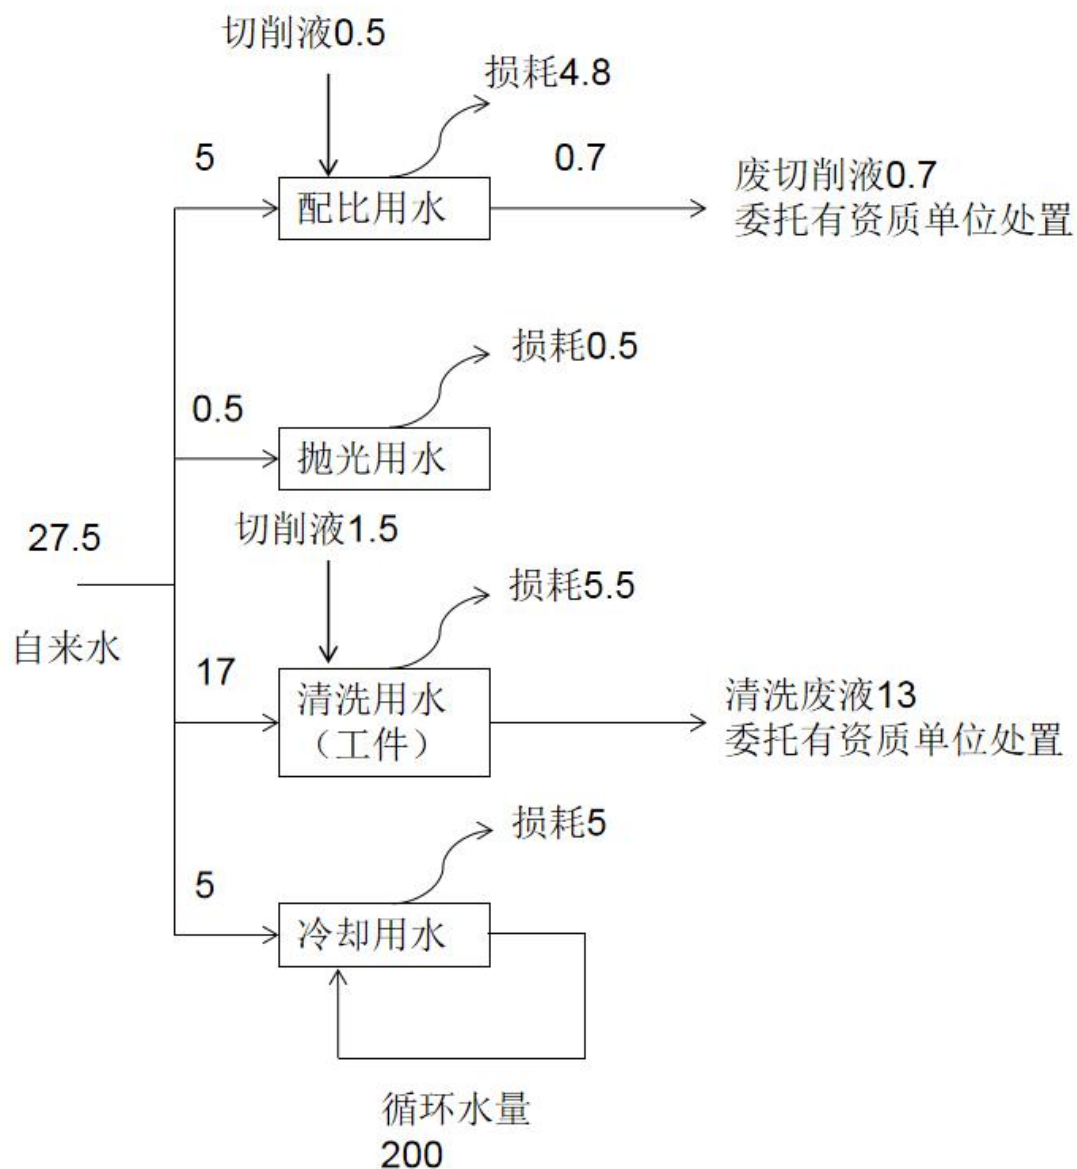 切削液0.5
损耗4.8
5
0.7
配比用水
废切削液0.7
委托有资质单位处置
损耗0.5
0.5
抛光用水
切削液1.5
27.5
自来水
损耗5.5
17
清洗用水
（工件）
清洗废液13
委托有资质单位处置
损耗5
5
冷却用水
循环水量
200